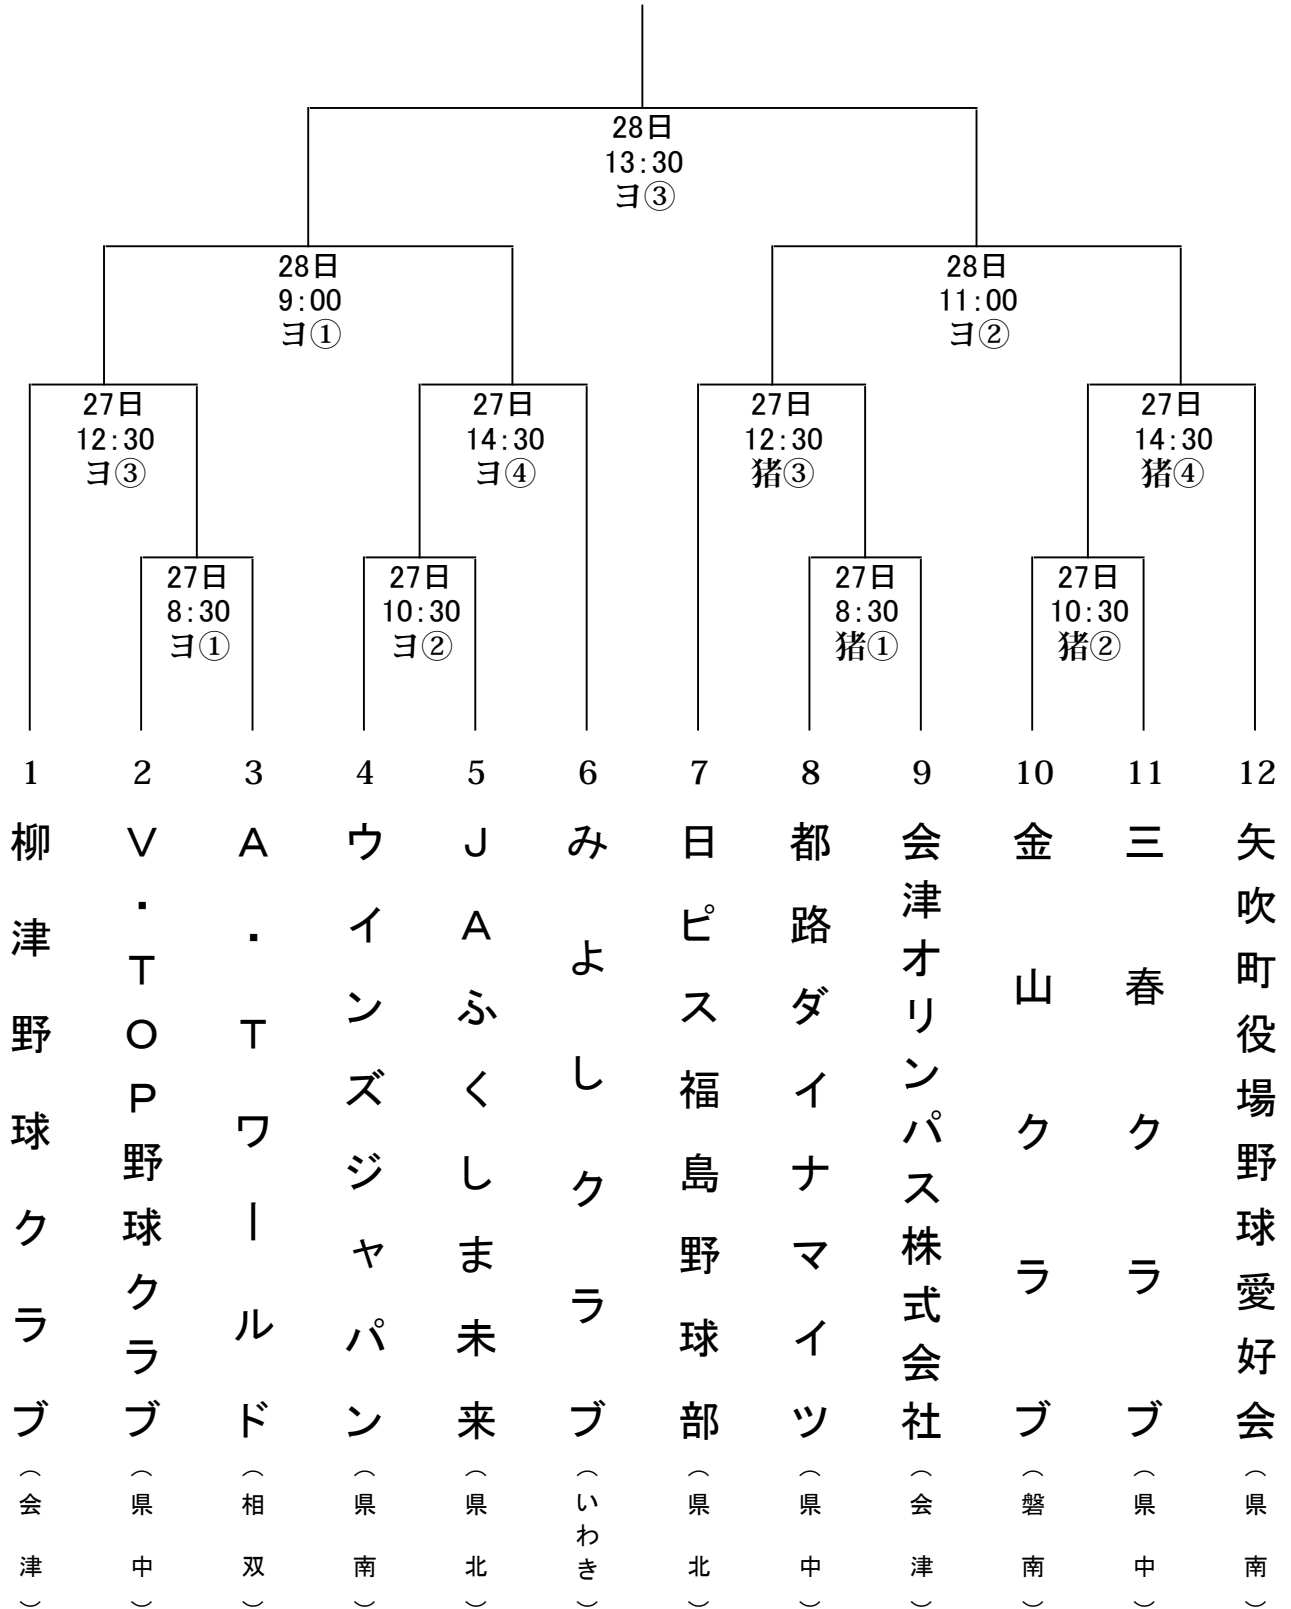 28日
13:30
ヨ③
28日
9:00
ヨ①
28日
11:00
ヨ②
27日
12:30
ヨ③
27日
14:30
ヨ④
27日
12:30
猪③
27日
14:30
猪④
27日
8:30
ヨ①
27日
10:30
ヨ②
27日
8:30
猪①
27日
10:30
猪②
1
柳津野球クラブ
（会津）
2
Ｖ・ＴＯＰ野球クラブ
（県中）
3
Ａ・Ｔワールド
（相双）
4
ウインズジャパン
（県南）
5
ＪＡふくしま未来
（県北）
6
みよしクラブ
（いわき）
7
日ピス福島野球部
（県北）
8
都路ダイナマイツ
（県中）
9
会津オリンパス株式会社
（会津）
10
金山クラブ
（磐南）
11
三春クラブ
（県中）
12
矢吹町役場野球愛好会
（県南）